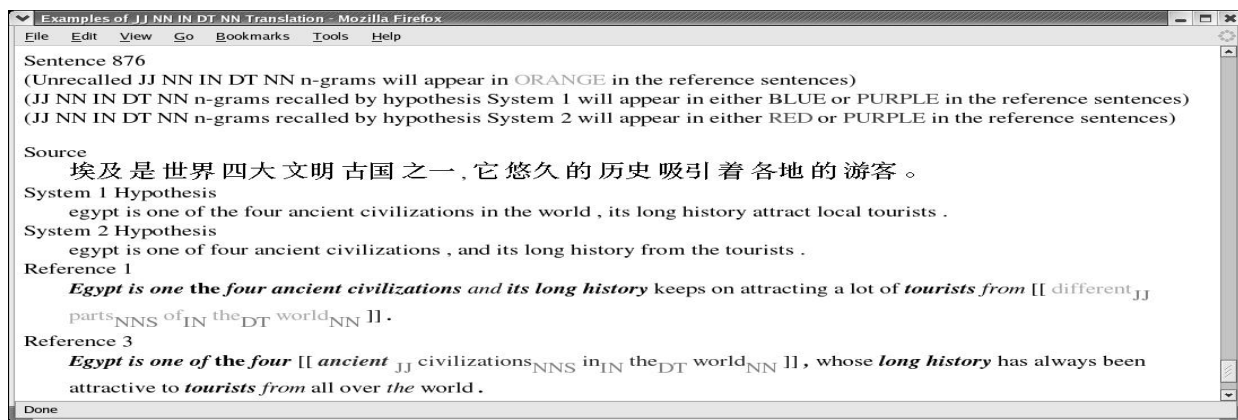 Examples of JJ NN IN DT NN Translation - Mozilla Firefox
File Edit View Go Bookmarks Tools Help
Sentence 876
(Unrecalled JJ NN IN DT NN n-grams will appear in ORANGE in the reference sentences)
(JJ NN IN DT NN n-grams recalled by hypothesis System 1 will appear in either BLUE or PURPLE in the reference sentences)
(JJ NN IN DT NN n-grams recalled by hypothesis System 2 will appear in either RED or PURPLE in the reference sentences)
Source
埃及 是 世界 四大 文明 古国 之一 , 它 悠久 的 历史 吸引 着 各地 的 游客 。
System 1 Hypothesis
egypt is one of the four ancient civilizations in the world , its long history attract local tourists .
System 2 Hypothesis
egypt is one of four ancient civilizations , and its long history from the tourists .
Reference 1
Egypt is one the four ancient civilizations and its long history keeps on attracting a lot of tourists from [[ different JJ
parts NNS of IN the DT world NN ]] .
Reference 3
Egypt is one of the four [[ ancient JJ civilizations NNS in IN the DT world NN ]] , whose long history has always been
attractive to tourists from all over the world .
Done